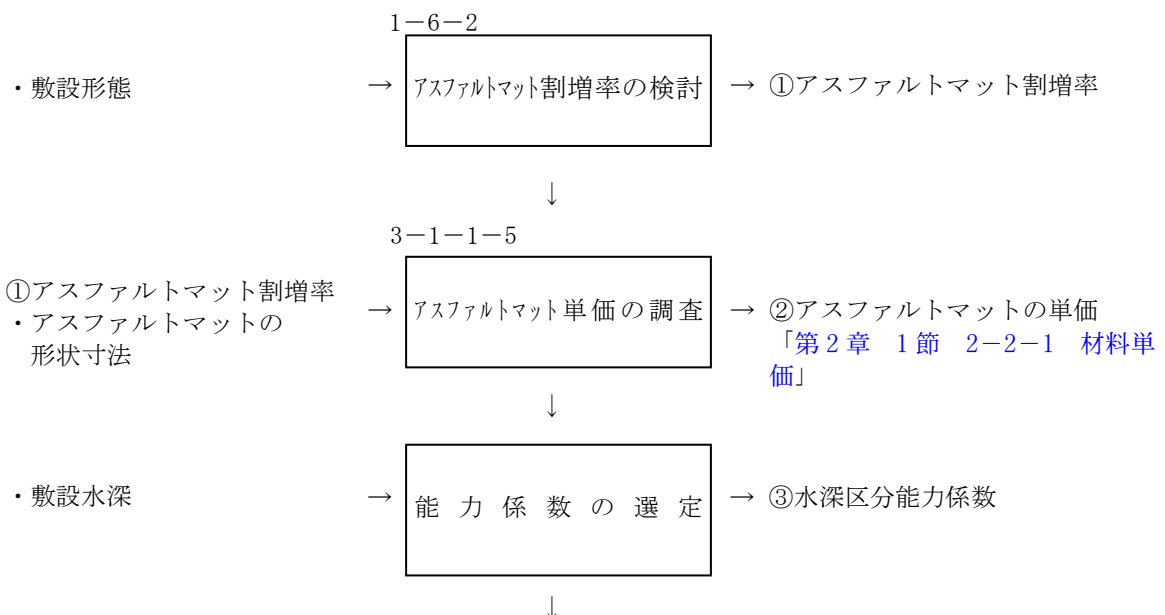 1－6－2
・敷設形態 → ｱｽﾌｧﾙﾄﾏｯﾄ割増率の検討 → ①アスファルトマット割増率
↓
3－1－1－5
①アスファルトマット割増率
・アスファルトマットの
形状寸法
→ ｱｽﾌｧﾙﾄﾏｯﾄ単価の調査 → ②アスファルトマットの単価
「第２章　１節　２－２－１　材料単
価」
↓
・敷設水深 → 能力係数の選定 → ③水深区分能力係数
↓